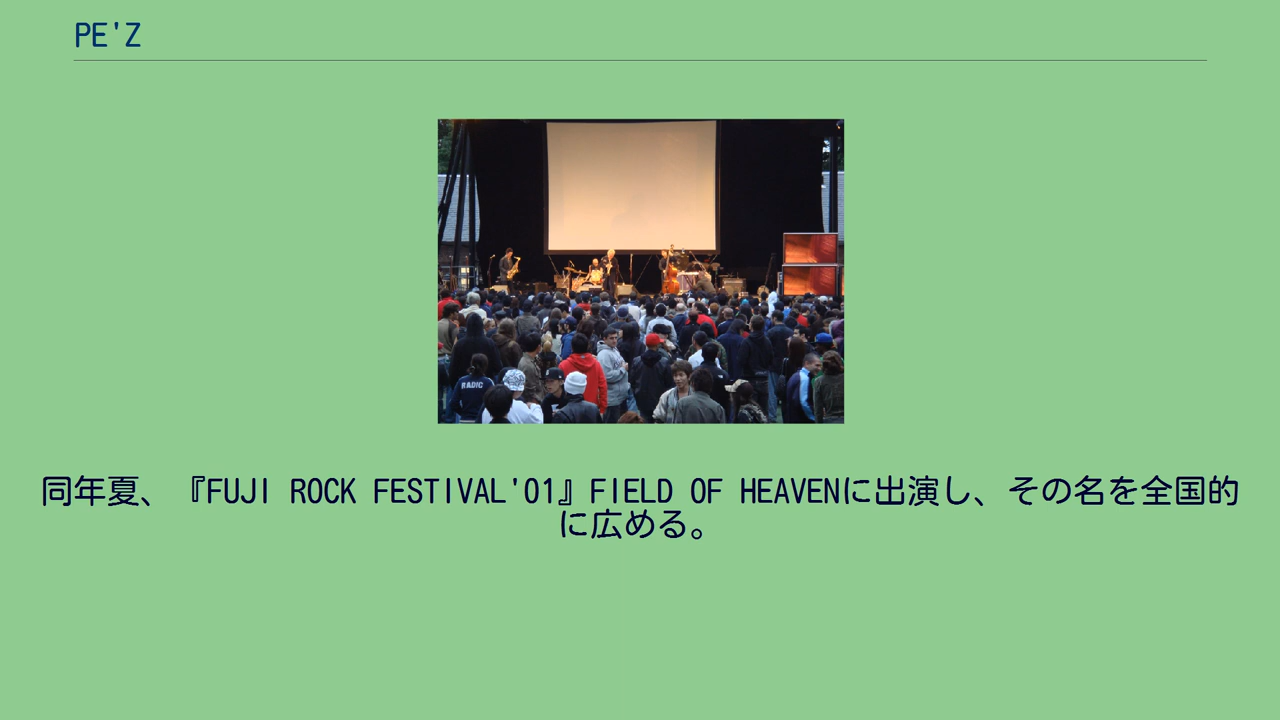 PE'Z
RADIC
同年夏、『FUJI ROCK FESTIVAL'01』FIELD OF HEAVENに出演し、その名を全国的
に広める。